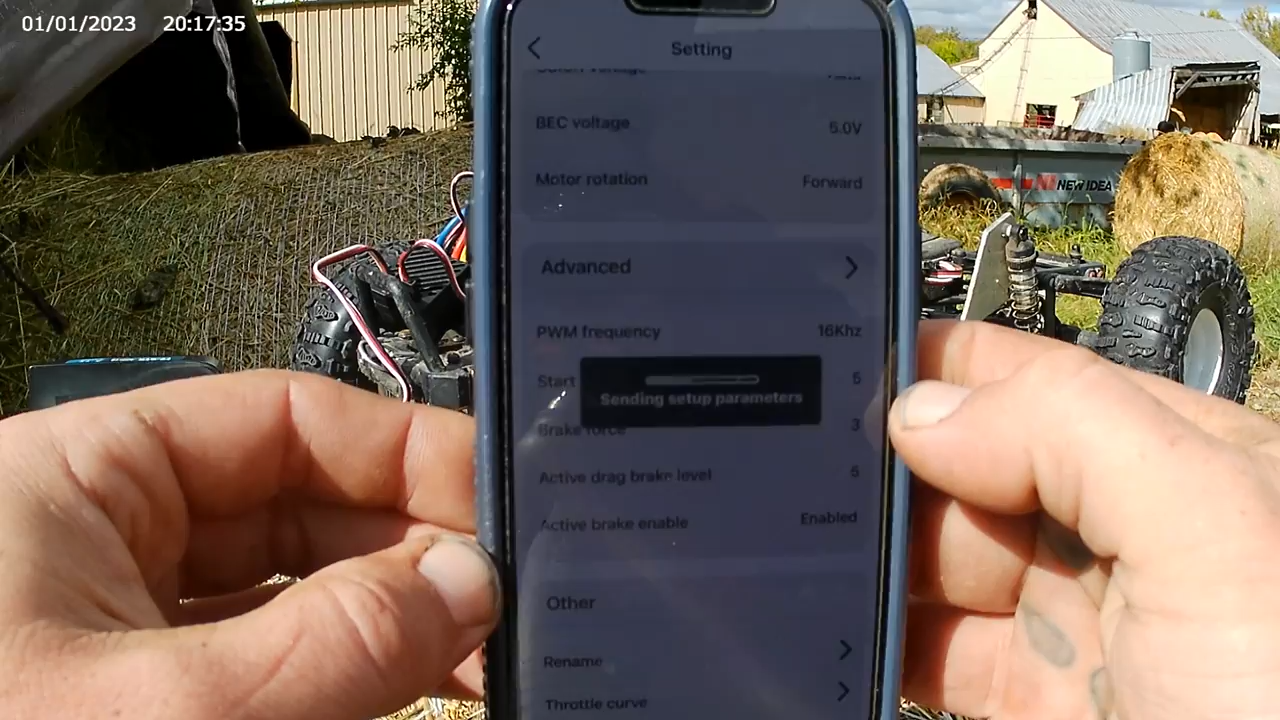 01/01/2023 20:17:35
Setting
voltage
BEC voltage 6.0V
Motor rotation Forward
Advanced
PWM frequency 16Khz
Start 5
Sending setup parameters
Brake force 3
Active drag brake level 5
Active brake enable Enabled
Other
Rename
Throttle curve
NEW IDEA